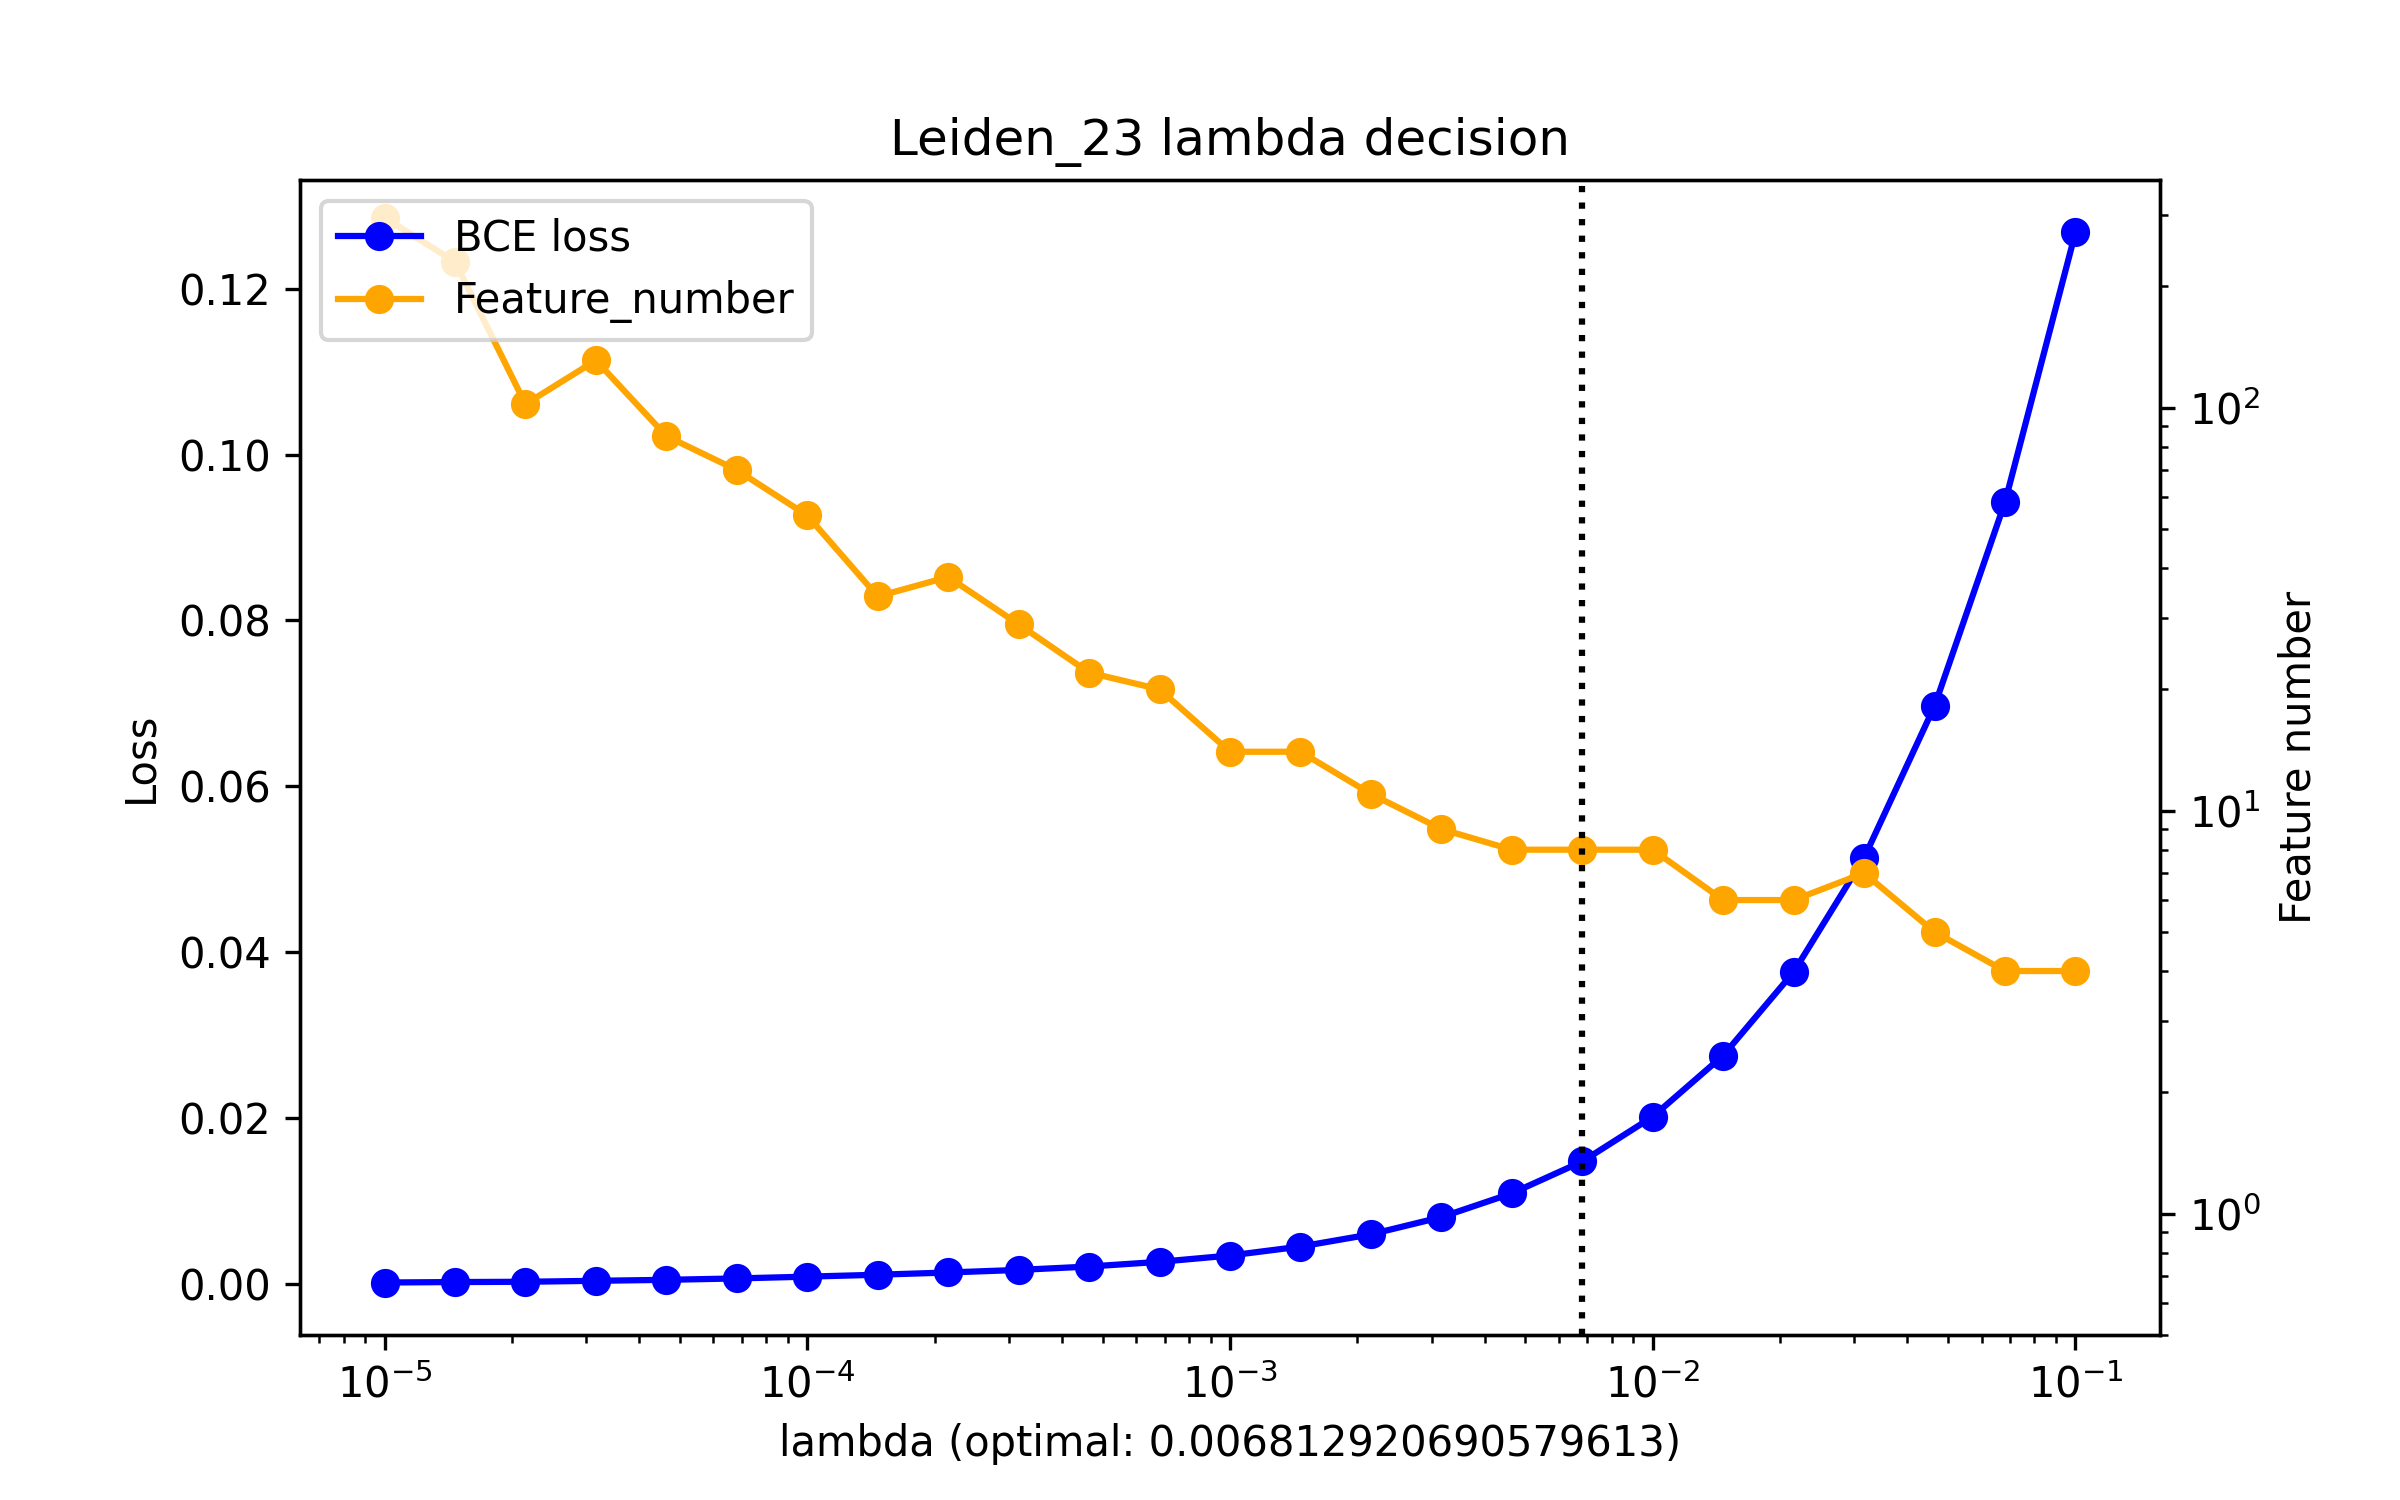 Leiden_23 lambda decision
BCE loss
Feature_number
0.12
0.10
0.08
0.06
0.04
0.02
0.00
Loss
10²
10¹
10⁰
Feature number
10⁻⁵
10⁻⁴
10⁻³
10⁻²
10⁻¹
lambda (optimal: 0.006812920690579613)